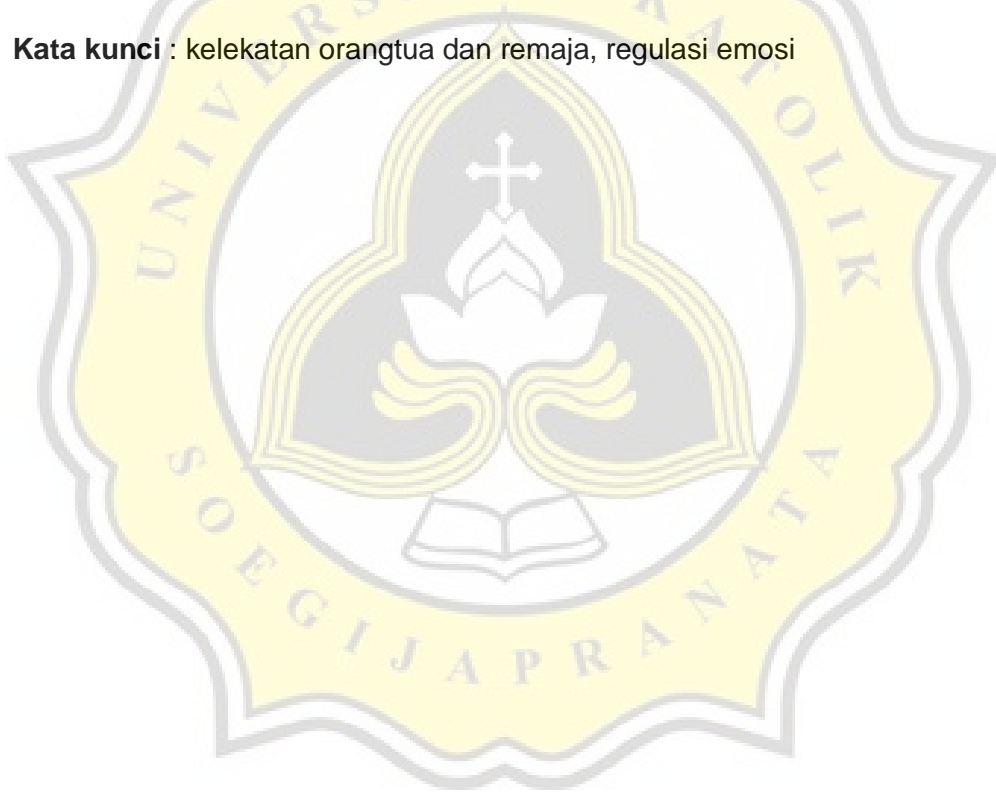 Kata kunci : kelekatan orangtua dan remaja, regulasi emosi
SOEGIJAPRANATA